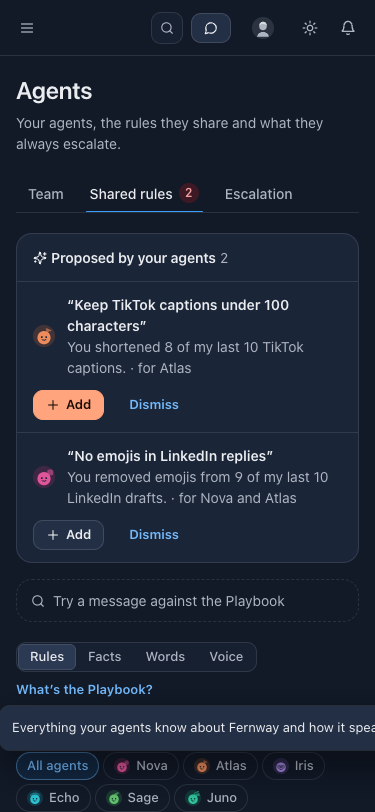 Agents
Your agents, the rules they share and what they
always escalate.
Team Shared rules 2 Escalation
Proposed by your agents 2
“Keep TikTok captions under 100
characters”
You shortened 8 of my last 10 TikTok
captions. · for Atlas
+ Add Dismiss
“No emojis in LinkedIn replies”
You removed emojis from 9 of my last 10
LinkedIn drafts. · for Nova and Atlas
+ Add Dismiss
Try a message against the Playbook
Rules Facts Words Voice
What's the Playbook?
Everything your agents know about Fernway and how it spea
All agents Nova Atlas Iris
Echo Sage Juno